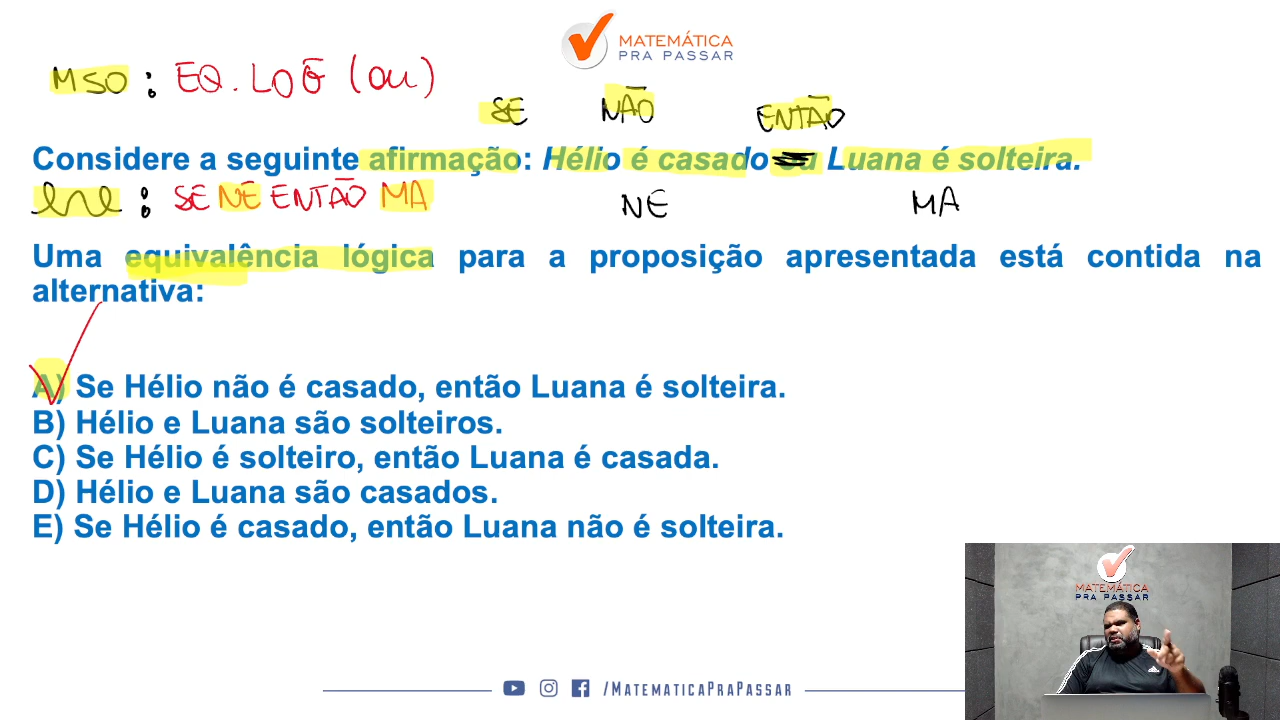 MATEMÁTICA
PRA PASSAR
MSO : EQ. LOG (OU)
SE NÃO ENTÃO
Considere a seguinte afirmação: Hélio é casado Luana é solteira.
: SE NE ENTÃO MA
NE MA
Uma equivalência lógica para a proposição apresentada está contida na
alternativa:
A) Se Hélio não é casado, então Luana é solteira.
B) Hélio e Luana são solteiros.
C) Se Hélio é solteiro, então Luana é casada.
D) Hélio e Luana são casados.
E) Se Hélio é casado, então Luana não é solteira.
MATEMÁTICA
PRA PASSAR
/MATEMATICAPRAPASSAR